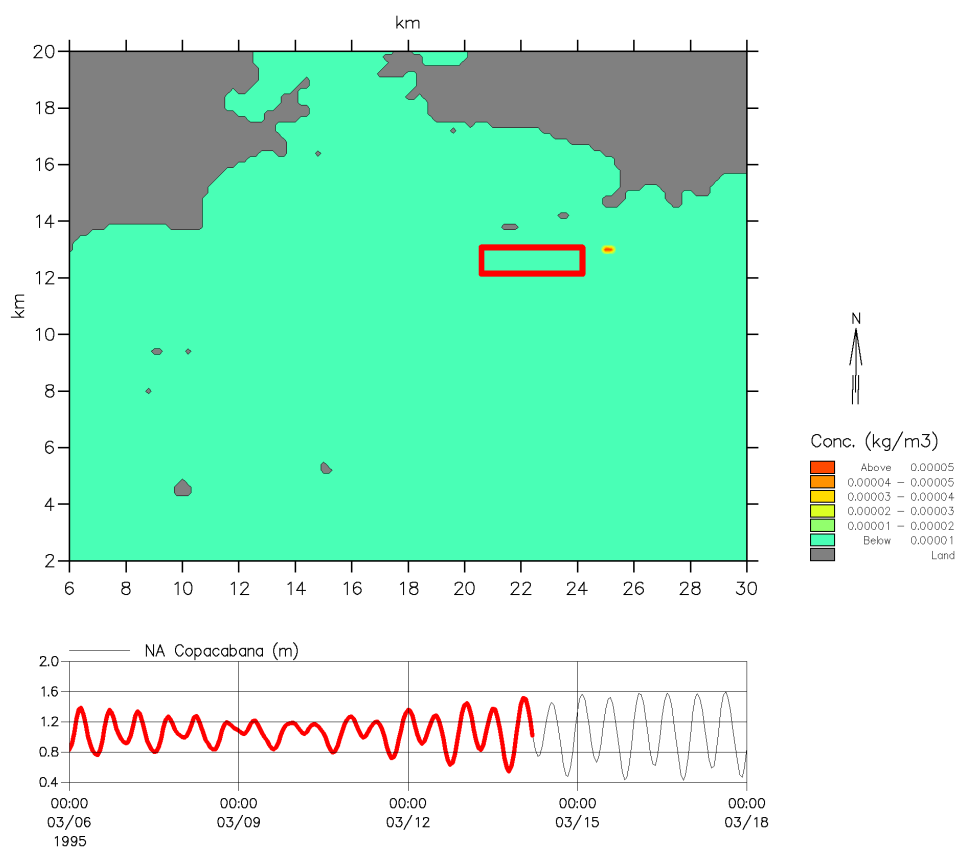 km
20
18
16
14
12
10
8
6
4
2
km
6 8 10 12 14 16 18 20 22 24 26 28 30
N
Conc. (kg/m3)
Above 0.00005
0.00004 – 0.00005
0.00003 – 0.00004
0.00002 – 0.00003
0.00001 – 0.00002
Below 0.00001
Land
NA Copacabana (m)
2.0
1.6
1.2
0.8
0.4
00:00 00:00 00:00 00:00 00:00
03/06 03/09 03/12 03/15 03/18
1995